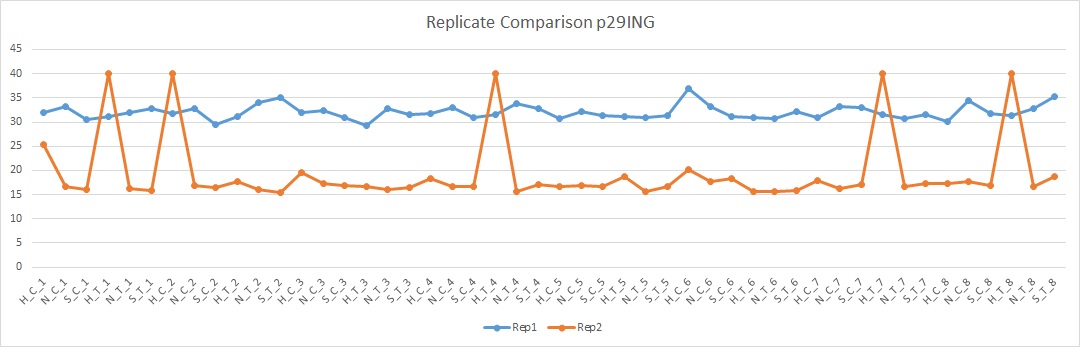 Replicate Comparison p29ING
45
40
35
30
25
20
15
10
5
0
H_C_1
N_C_1
S_C_1
H_T_1
N_T_1
S_T_1
H_C_2
N_C_2
S_C_2
H_T_2
N_T_2
S_T_2
H_C_3
N_C_3
S_C_3
H_T_3
N_T_3
S_T_3
H_C_4
N_C_4
S_C_4
H_T_4
N_T_4
S_T_4
H_C_5
N_C_5
S_C_5
H_T_5
N_T_5
S_T_5
H_C_6
N_C_6
S_C_6
H_T_6
N_T_6
S_T_6
H_C_7
N_C_7
S_C_7
H_T_7
N_T_7
S_T_7
H_C_8
N_C_8
S_C_8
H_T_8
N_T_8
S_T_8
Rep1 Rep2